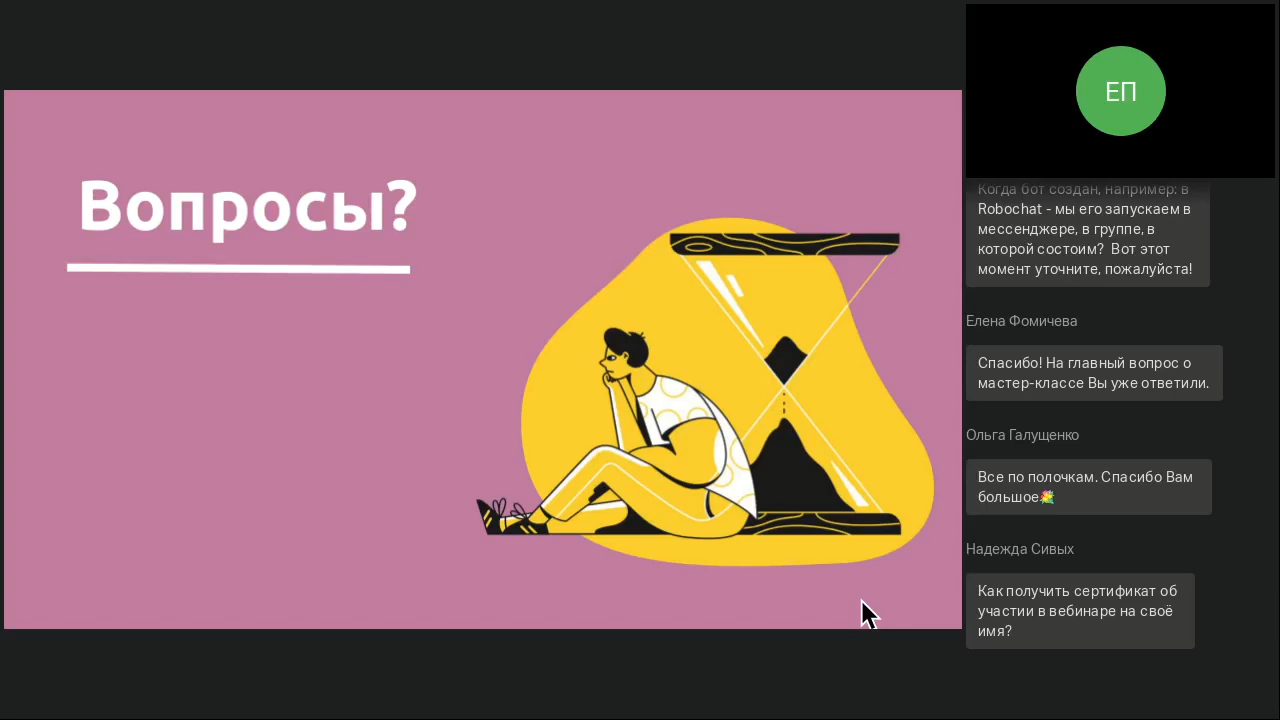 Вопросы?
ЕП
Когда бот создан, например: в
Robochat - мы его запускаем в
мессенджере, в группе, в
которой состоим?  Вот этот
момент уточните, пожалуйста!
Елена Фомичева
Спасибо! На главный вопрос о
мастер-классе Вы уже ответили.
Ольга Галущенко
Все по полочкам. Спасибо Вам
большое💐
Надежда Сивых
Как получить сертификат об
участии в вебинаре на своё
имя?